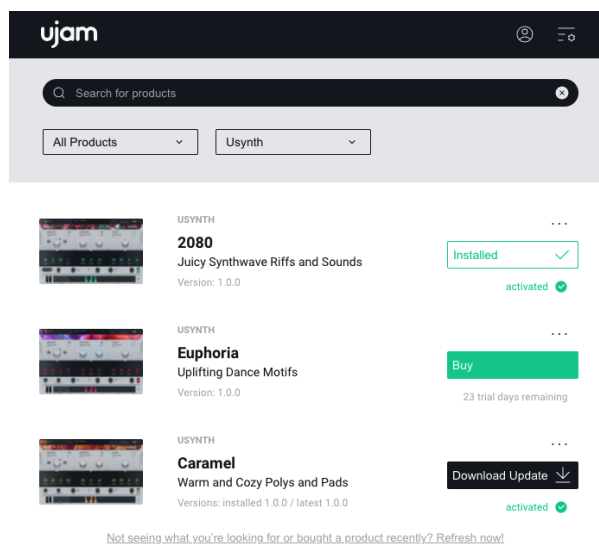 ujam
Search for products
All Products
Usynth
USYNTH
...
2080
Juicy Synthwave Riffs and Sounds
Installed
Version: 1.0.0
activated
USYNTH
...
Euphoria
Uplifting Dance Motifs
Buy
Version: 1.0.0
23 trial days remaining
USYNTH
...
Caramel
Warm and Cozy Polys and Pads
Download Update
Versions: installed 1.0.0 / latest 1.0.0
activated
Not seeing what you're looking for or bought a product recently? Refresh now!